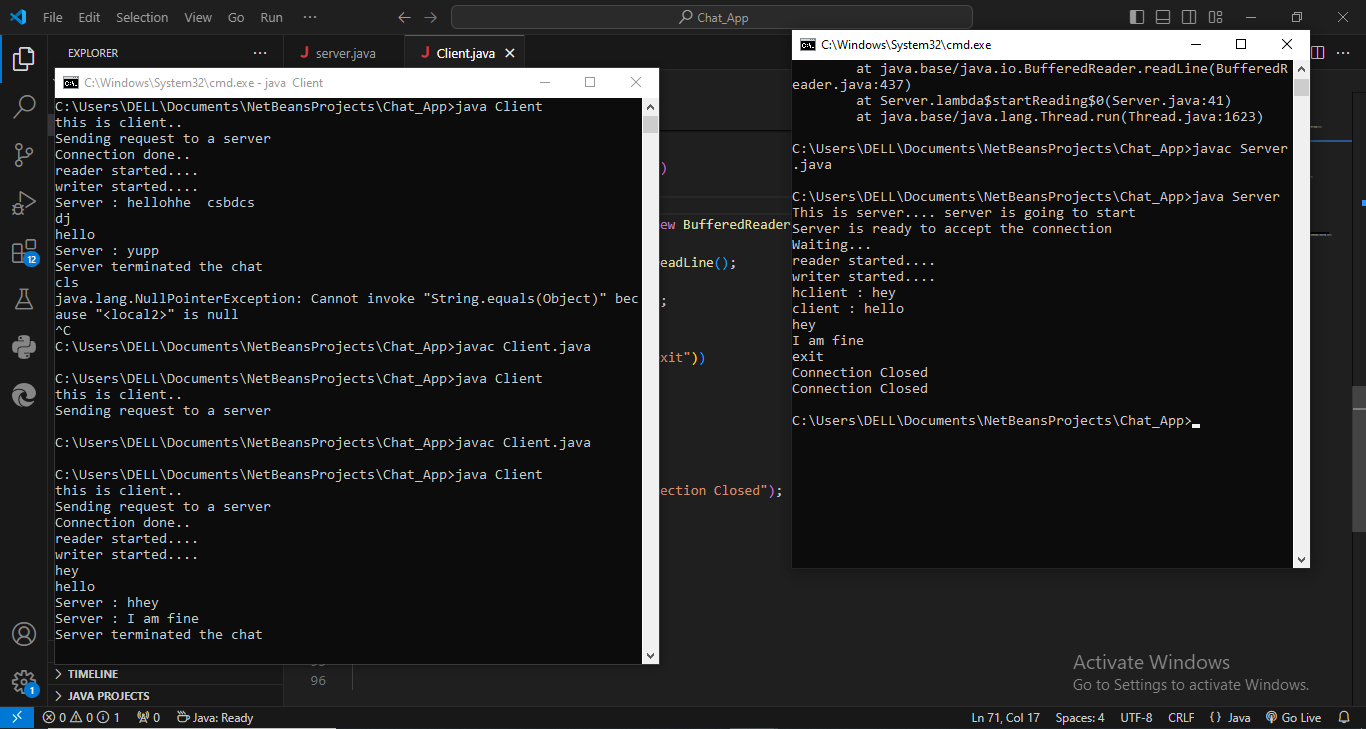 File Edit Selection View Go Run ··· Chat_App
EXPLORER ··· server.java Client.java
C:\Windows\System32\cmd.exe - java Client
C:\Users\DELL\Documents\NetBeansProjects\Chat_App>java Client
this is client..
Sending request to a server
Connection done..
reader started....
writer started....
Server : hellohhe  csbdcs
dj
hello
Server : yupp
Server terminated the chat
cls
java.lang.NullPointerException: Cannot invoke "String.equals(Object)" bec
ause "<local2>" is null
^C
C:\Users\DELL\Documents\NetBeansProjects\Chat_App>javac Client.java
C:\Users\DELL\Documents\NetBeansProjects\Chat_App>java Client
this is client..
Sending request to a server
C:\Users\DELL\Documents\NetBeansProjects\Chat_App>javac Client.java
C:\Users\DELL\Documents\NetBeansProjects\Chat_App>java Client
this is client..
Sending request to a server
Connection done..
reader started....
writer started....
hey
hello
Server : hhey
Server : I am fine
Server terminated the chat
)
ew BufferedReader
eadLine();
;
xit"))
ection Closed");
C:\Windows\System32\cmd.exe
at java.base/java.io.BufferedReader.readLine(BufferedR
eader.java:437)
at Server.lambda$startReading$0(Server.java:41)
at java.base/java.lang.Thread.run(Thread.java:1623)
C:\Users\DELL\Documents\NetBeansProjects\Chat_App>javac Server
.java
C:\Users\DELL\Documents\NetBeansProjects\Chat_App>java Server
This is server.... server is going to start
Server is ready to accept the connection
Waiting...
reader started....
writer started....
hclient : hey
client : hello
hey
I am fine
exit
Connection Closed
Connection Closed
C:\Users\DELL\Documents\NetBeansProjects\Chat_App>
12
1
TIMELINE
JAVA PROJECTS
96
Activate Windows
Go to Settings to activate Windows.
0 0 1 0 Java: Ready Ln 71, Col 17 Spaces: 4 UTF-8 CRLF {} Java Go Live